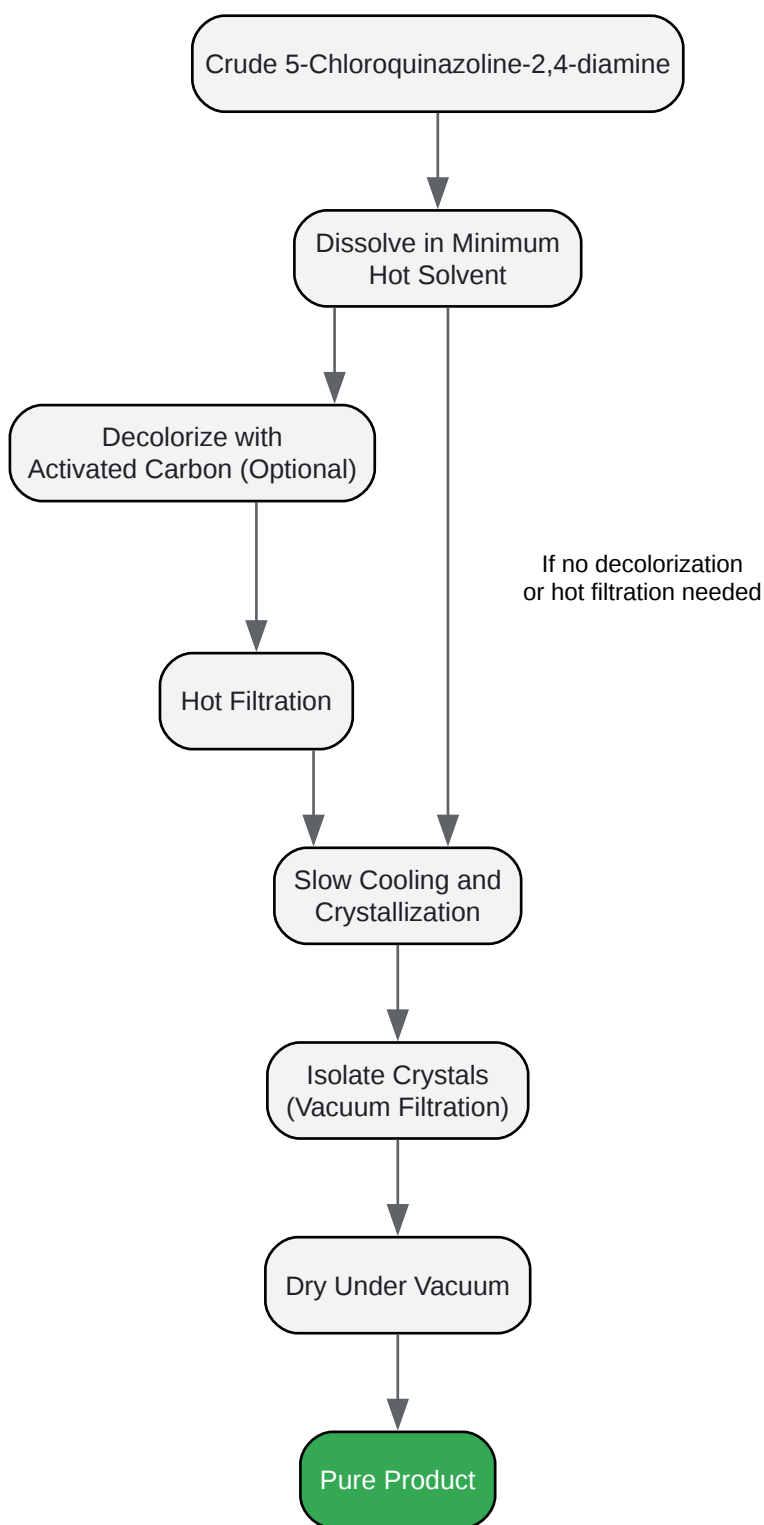 Crude 5-Chloroquinazoline-2,4-diamine
Dissolve in Minimum
Hot Solvent
Decolorize with
Activated Carbon (Optional)
If no decolorization
or hot filtration needed
Hot Filtration
Slow Cooling and
Crystallization
Isolate Crystals
(Vacuum Filtration)
Dry Under Vacuum
Pure Product